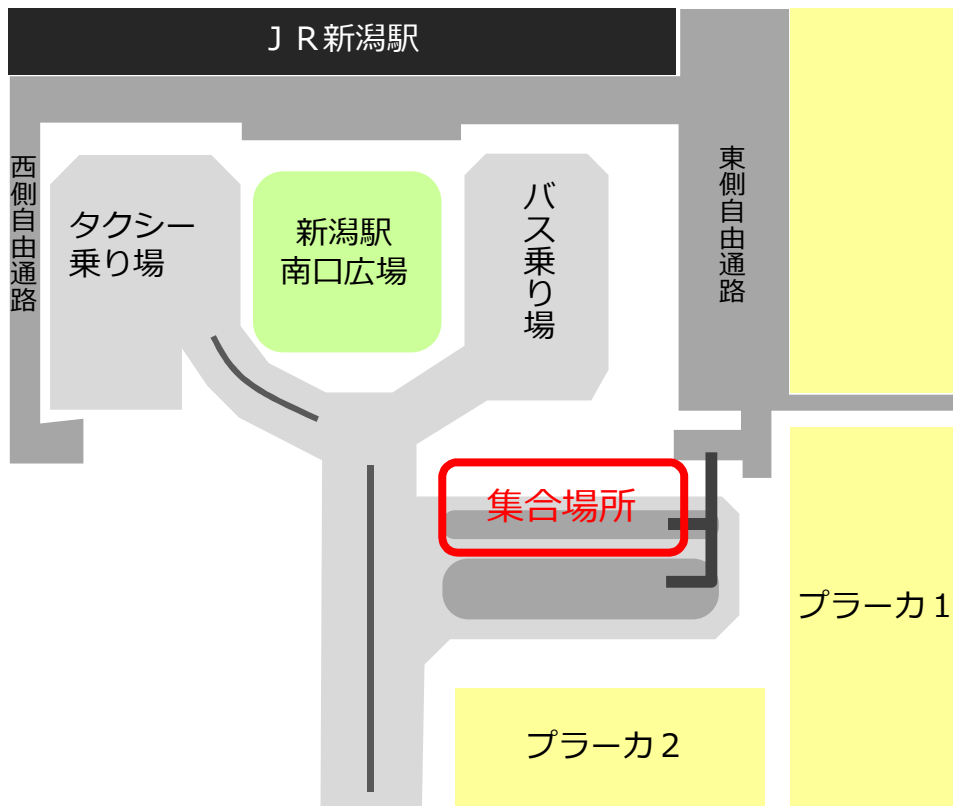 ＪＲ新潟駅
西側自由通路
タクシー
乗り場
新潟駅
南口広場
バス乗り場
東側自由通路
集合場所
プラーカ１
プラーカ２